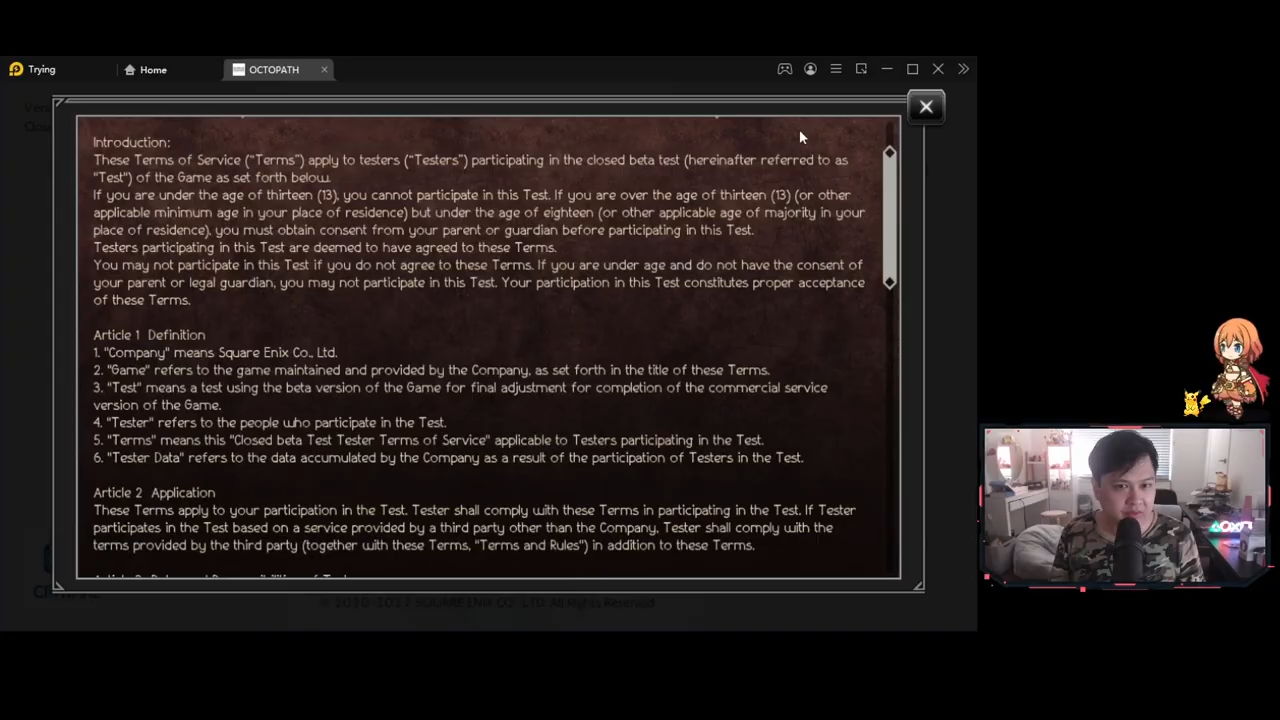 Trying
Home
OCTOPATH
Introduction:
These Terms of Service ("Terms") apply to testers ("Testers") participating in the closed beta test (hereinafter referred to as
"Test") of the Game as set forth below.
If you are under the age of thirteen (13), you cannot participate in this Test. If you are over the age of thirteen (13) (or other
applicable minimum age in your place of residence) but under the age of eighteen (or other applicable age of majority in your
place of residence), you must obtain consent from your parent or guardian before participating in this Test.
Testers participating in this Test are deemed to have agreed to these Terms.
You may not participate in this Test if you do not agree to these Terms. If you are under age and do not have the consent of
your parent or legal guardian, you may not participate in this Test. Your participation in this Test constitutes proper acceptance
of these Terms.
Article 1 Definition
1. "Company" means Square Enix Co., Ltd.
2. "Game" refers to the game maintained and provided by the Company, as set forth in the title of these Terms.
3. "Test" means a test using the beta version of the Game for final adjustment for completion of the commercial service
version of the Game.
4. "Tester" refers to the people who participate in the Test.
5. "Terms" means this "Closed beta Test Tester Terms of Service" applicable to Testers participating in the Test.
6. "Tester Data" refers to the data accumulated by the Company as a result of the participation of Testers in the Test.
Article 2 Application
These Terms apply to your participation in the Test. Tester shall comply with these Terms in participating in the Test. If Tester
participates in the Test based on a service provided by a third party other than the Company, Tester shall comply with the
terms provided by the third party (together with these Terms, "Terms and Rules") in addition to these Terms.
SQUARE ENIX CO., LTD. All Rights Reserved